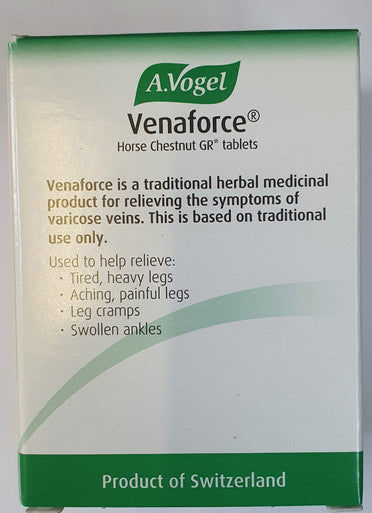 A.Vogel
Venaforce®
Horse Chestnut GR* tablets
Venaforce is a traditional herbal medicinal
product for relieving the symptoms of
varicose veins. This is based on traditional
use only.
Used to help relieve:
· Tired, heavy legs
· Aching, painful legs
· Leg cramps
· Swollen ankles
Product of Switzerland